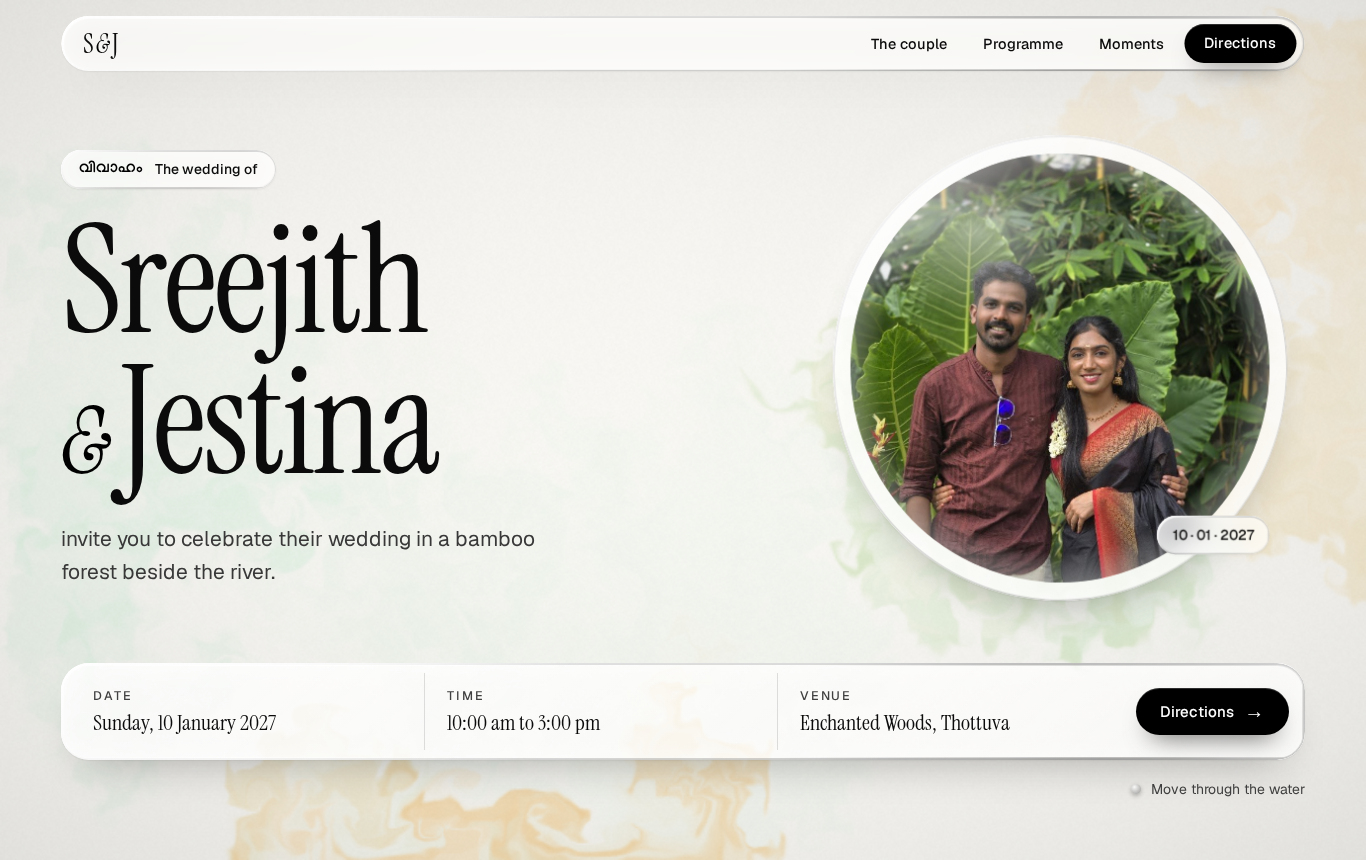 S&J
The couple
Programme
Moments
Directions
വിവാഹം The wedding of
Sreejith
& Jestina
invite you to celebrate their wedding in a bamboo
forest beside the river.
10 · 01 · 2027
DATE
Sunday, 10 January 2027
TIME
10:00 am to 3:00 pm
VENUE
Enchanted Woods, Thottuva
Directions →
Move through the water